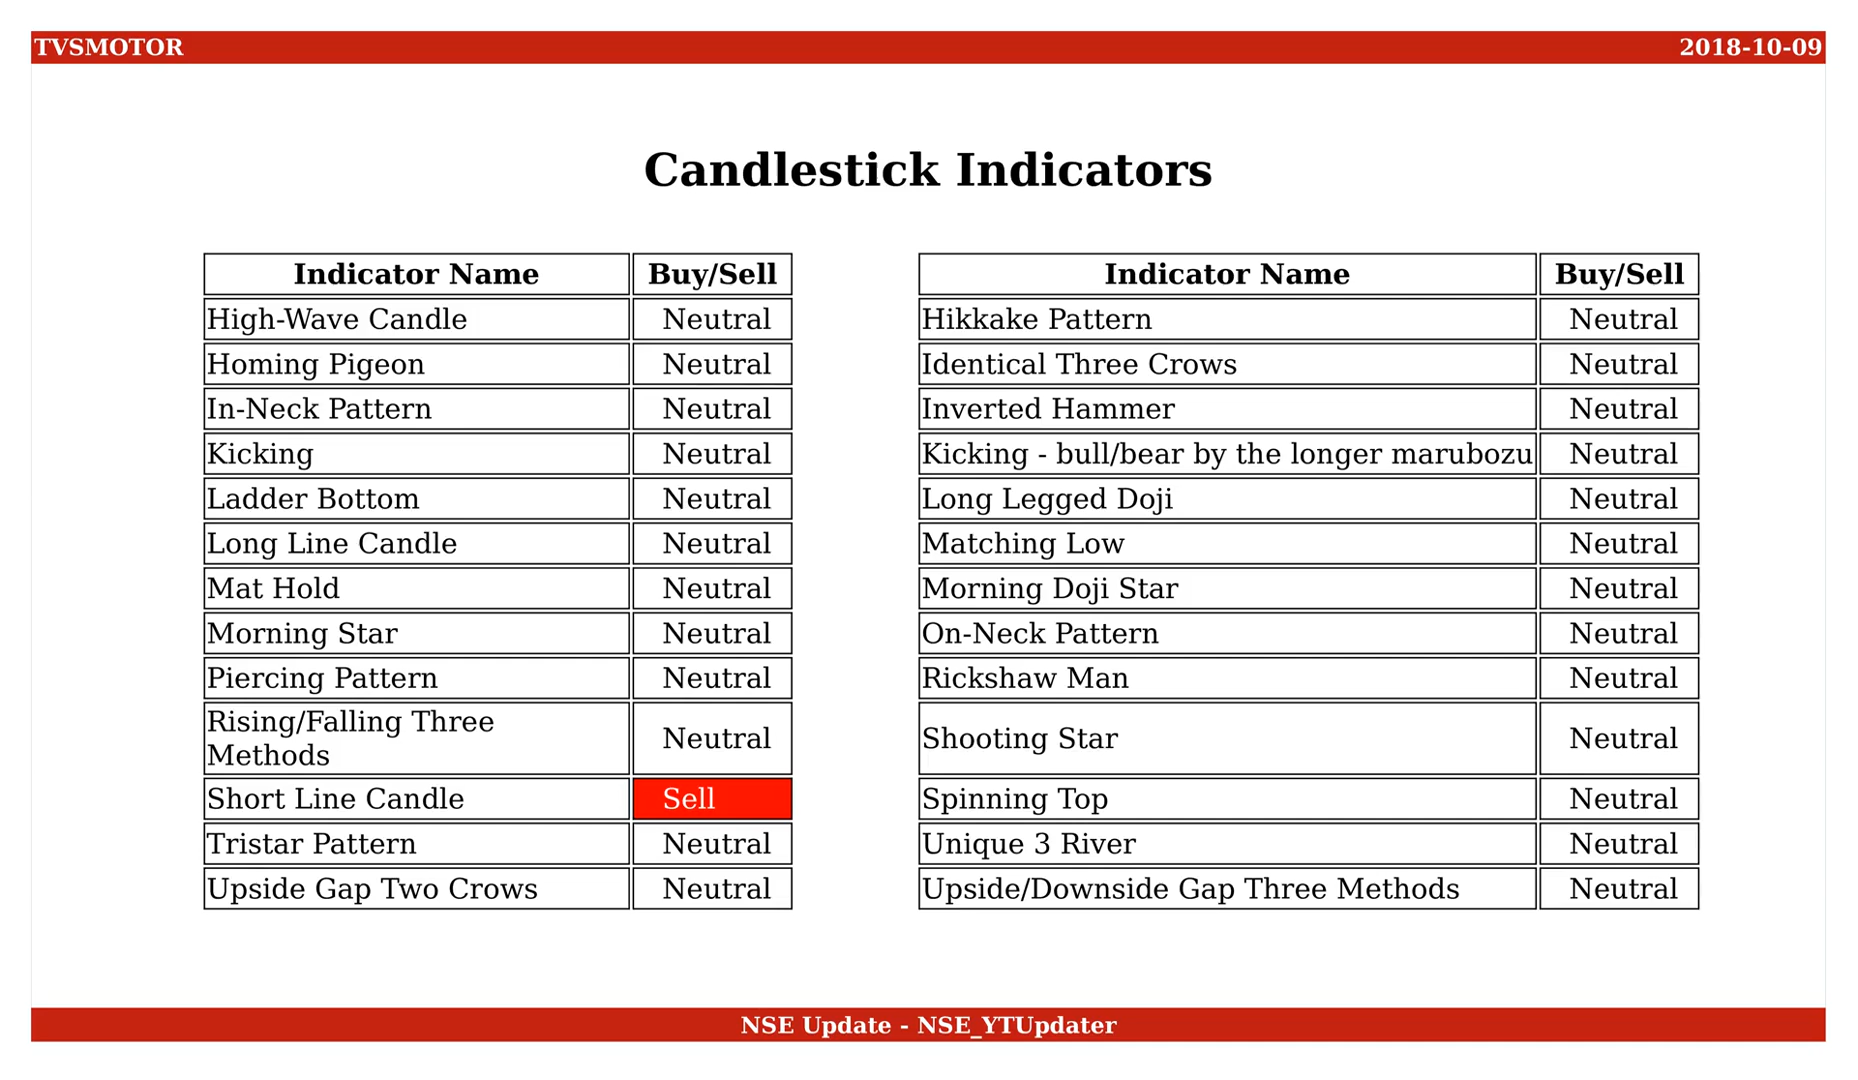 TVSMOTOR 2018-10-09
Candlestick Indicators
Indicator Name Buy/Sell Indicator Name Buy/Sell
High-Wave Candle Neutral Hikkake Pattern Neutral
Homing Pigeon Neutral Identical Three Crows Neutral
In-Neck Pattern Neutral Inverted Hammer Neutral
Kicking Neutral Kicking - bull/bear by the longer marubozu Neutral
Ladder Bottom Neutral Long Legged Doji Neutral
Long Line Candle Neutral Matching Low Neutral
Mat Hold Neutral Morning Doji Star Neutral
Morning Star Neutral On-Neck Pattern Neutral
Piercing Pattern Neutral Rickshaw Man Neutral
Rising/Falling Three
Methods Neutral Shooting Star Neutral
Short Line Candle Sell Spinning Top Neutral
Tristar Pattern Neutral Unique 3 River Neutral
Upside Gap Two Crows Neutral Upside/Downside Gap Three Methods Neutral
NSE Update - NSE_YTUpdater